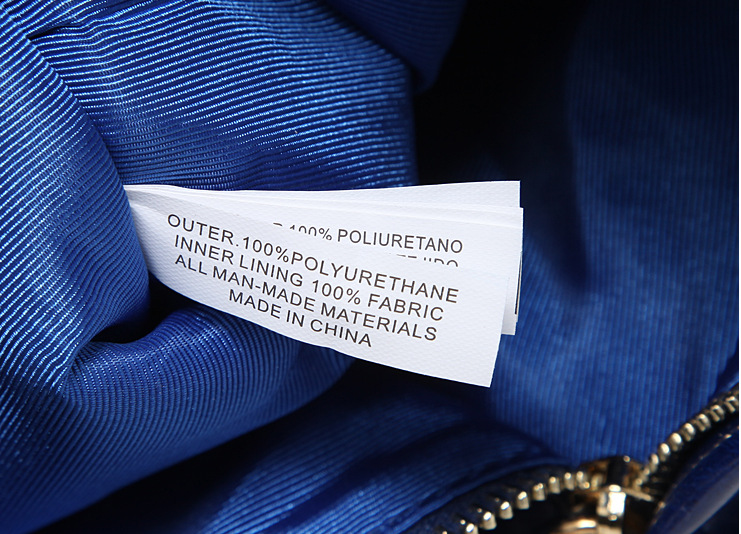 100% POLIURETANO
OUTER.100%POLYURETHANE
INNER LINING 100% FABRIC
ALL MAN-MADE MATERIALS
MADE IN CHINA